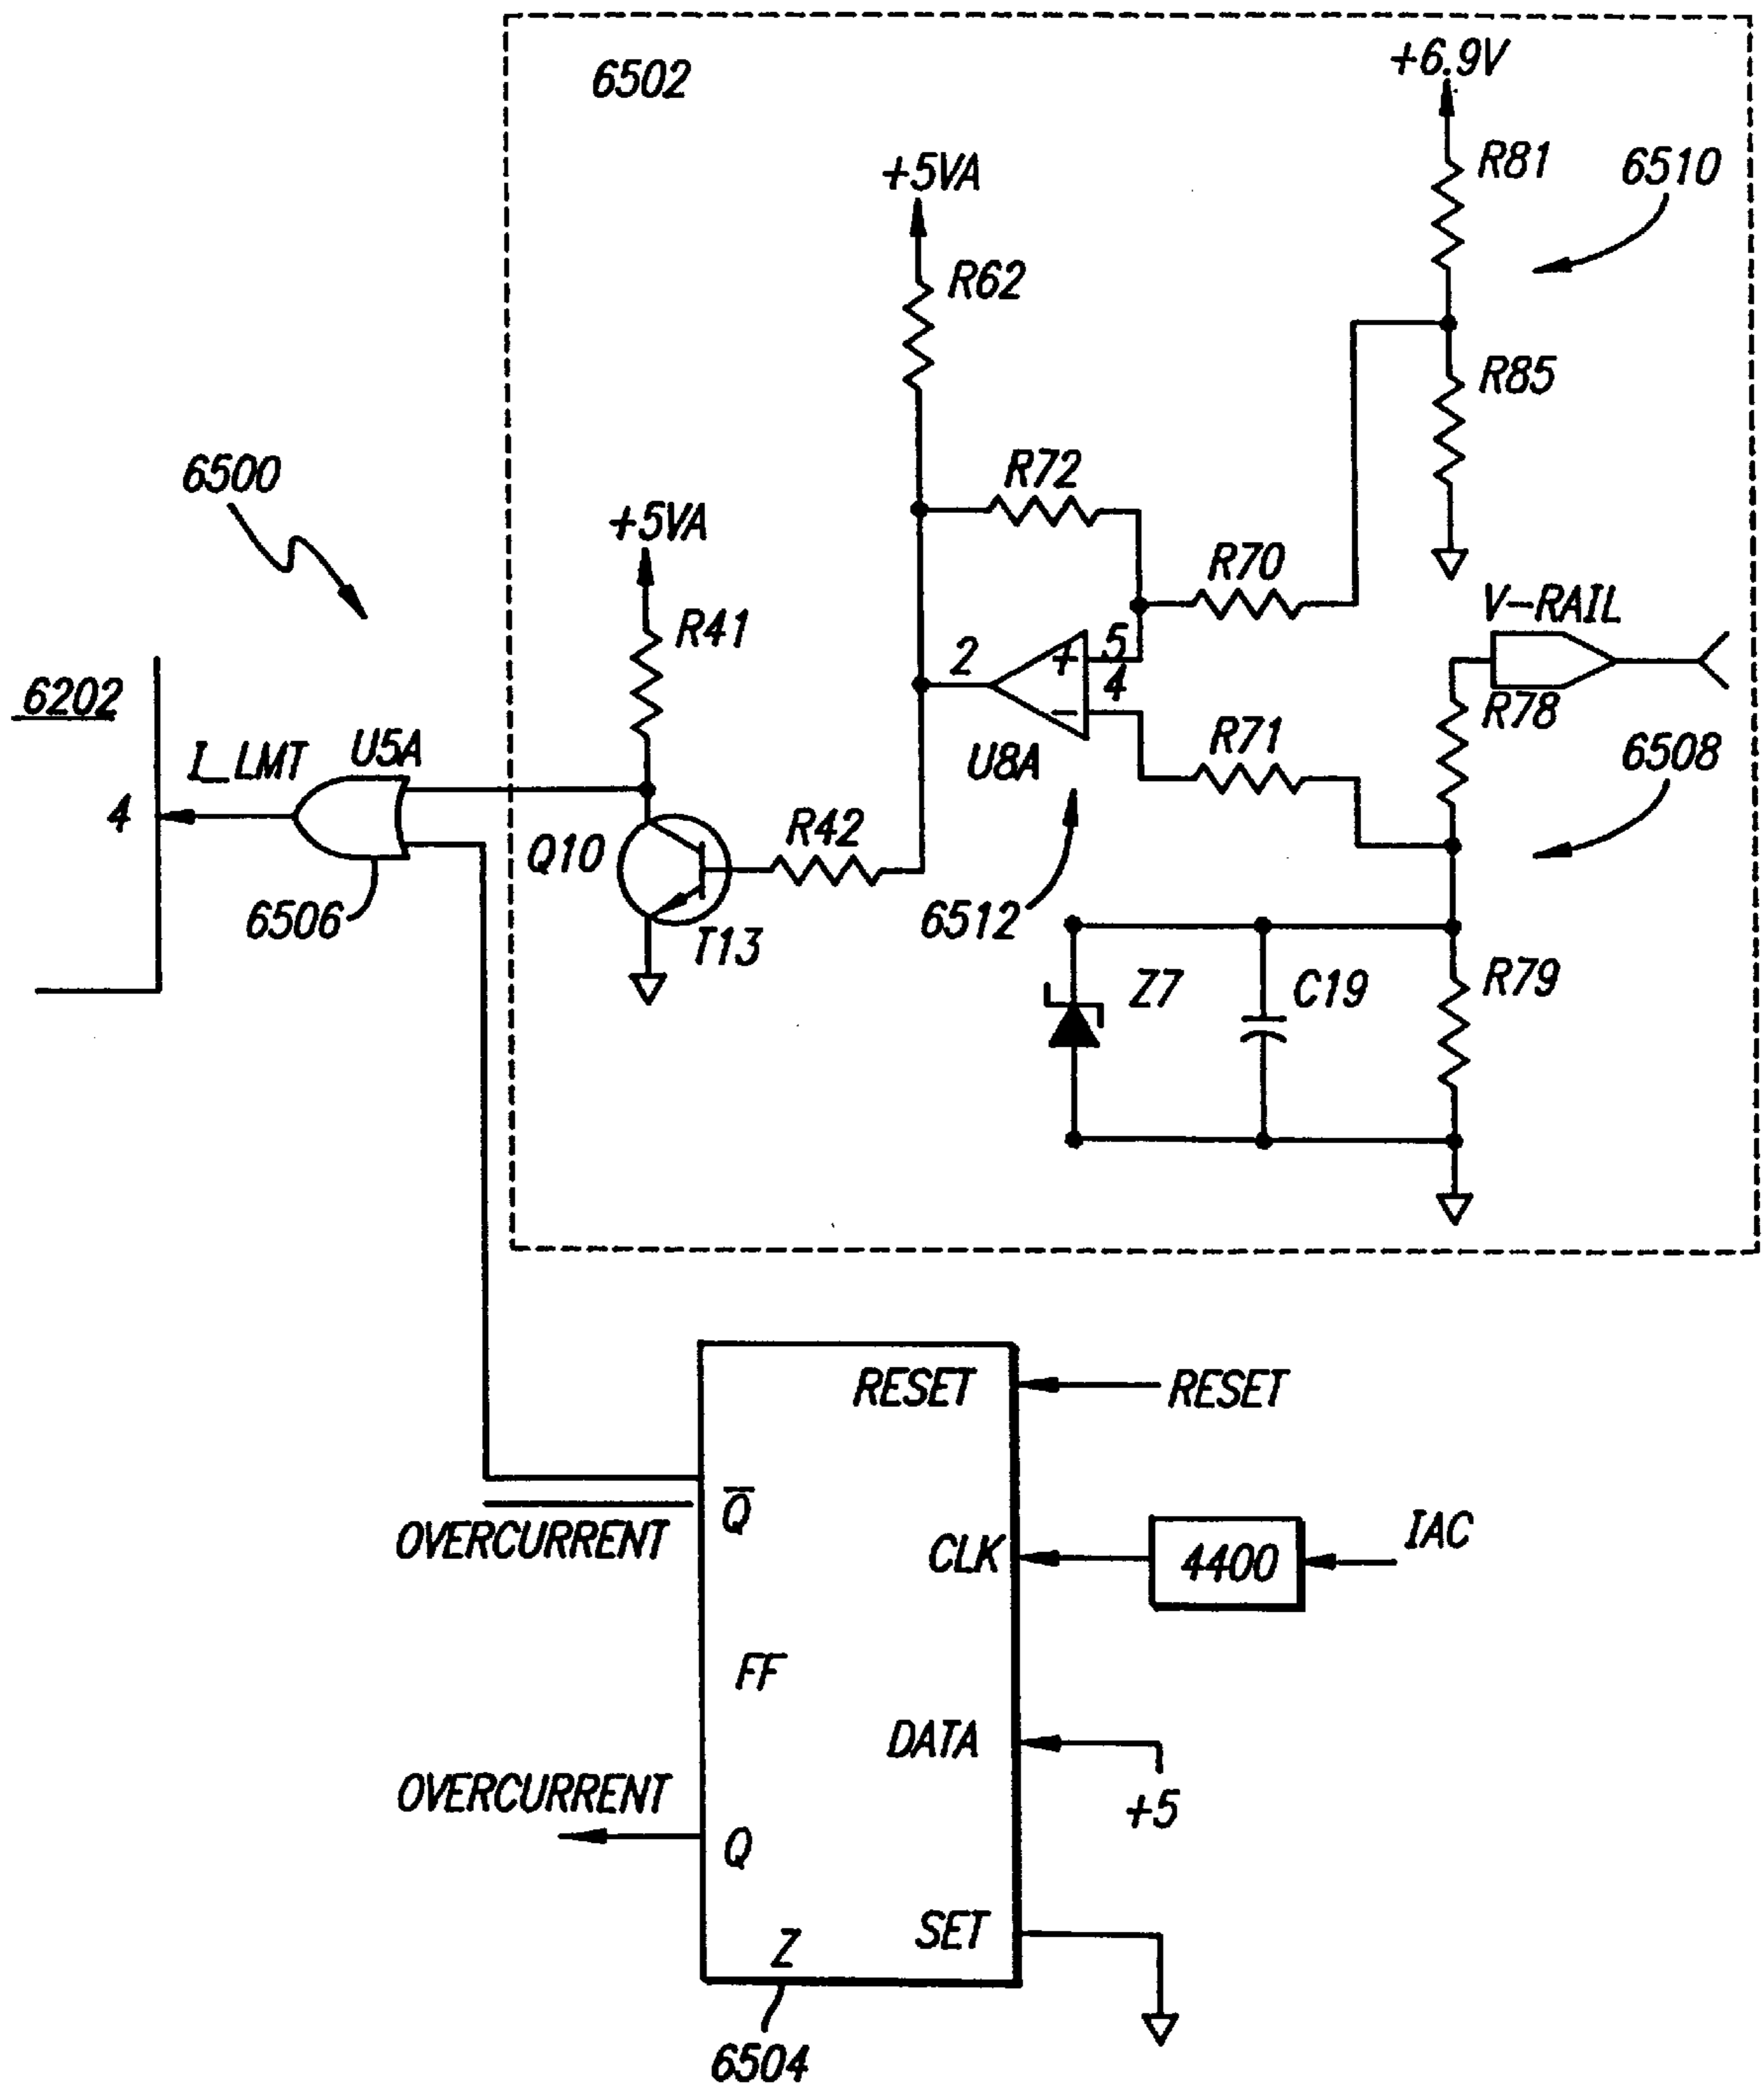 6502
+6.9V
R81
6510
+5VA
R62
R85
6500
R72
+5VA
R70
V-RAIL
R41
2
+
5
4
-
6202
R78
I_LMT
U5A
U8A
R71
6508
4
Q10
R42
6506
6512
T13
Z7
C19
R79
RESET
RESET
Q
OVERCURRENT
CLK
4400
IAC
FF
DATA
OVERCURRENT
+5
Q
SET
Z
6504